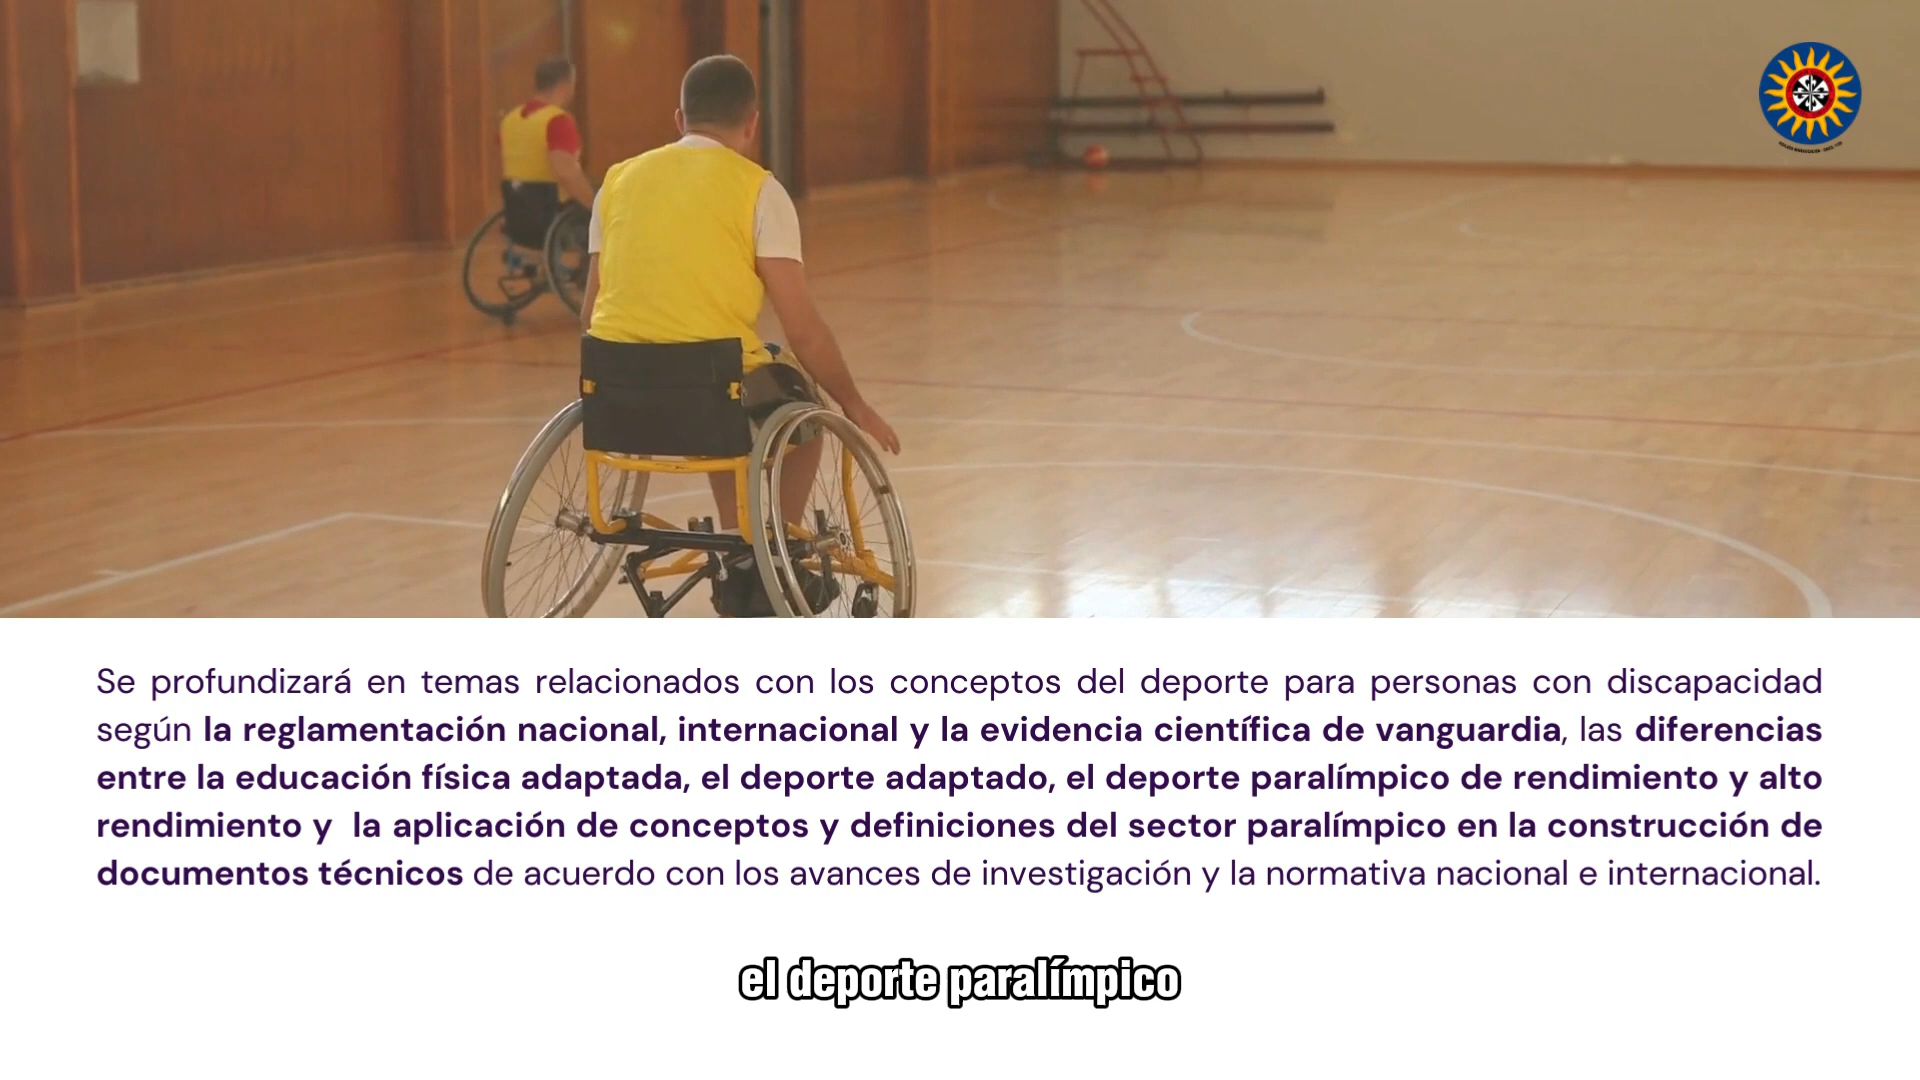 Se profundizará en temas relacionados con los conceptos del deporte para personas con discapacidad
según la reglamentación nacional, internacional y la evidencia científica de vanguardia, las diferencias
entre la educación física adaptada, el deporte adaptado, el deporte paralímpico de rendimiento y alto
rendimiento y  la aplicación de conceptos y definiciones del sector paralímpico en la construcción de
documentos técnicos de acuerdo con los avances de investigación y la normativa nacional e internacional.
el deporte paralímpico